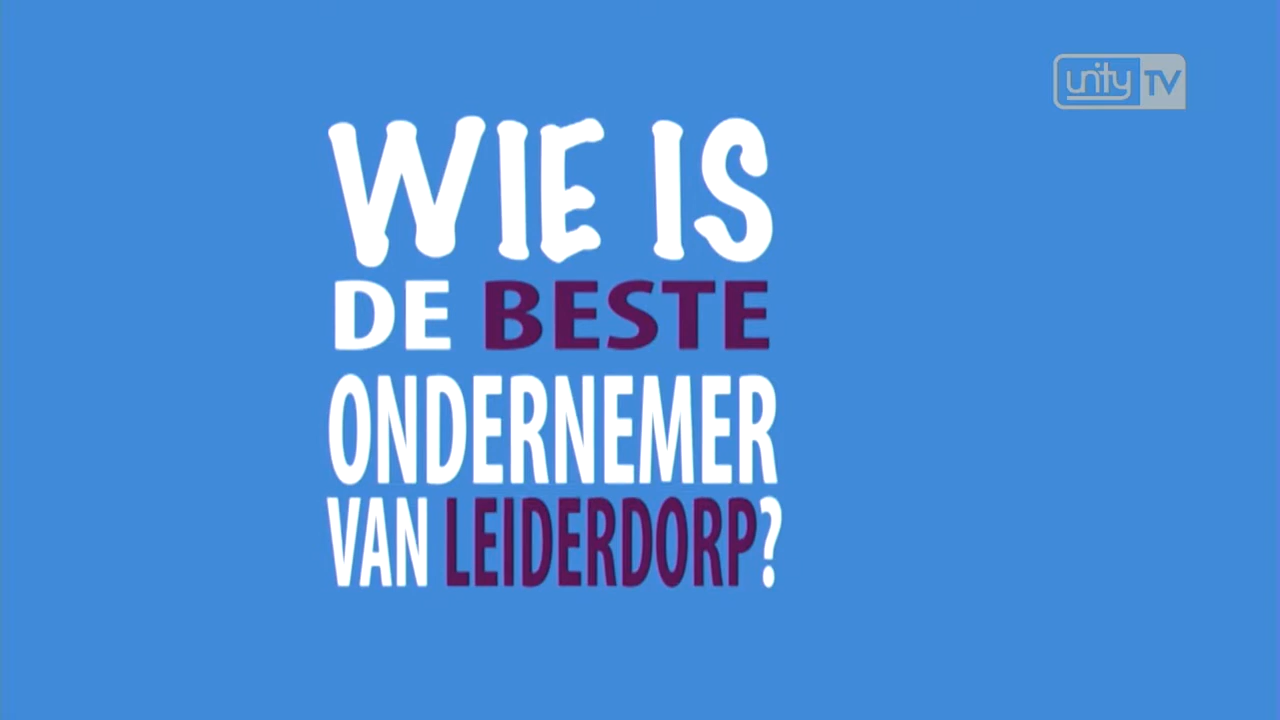 unity TV
WIE IS
DE BESTE
ONDERNEMER
VAN LEIDERDORP?